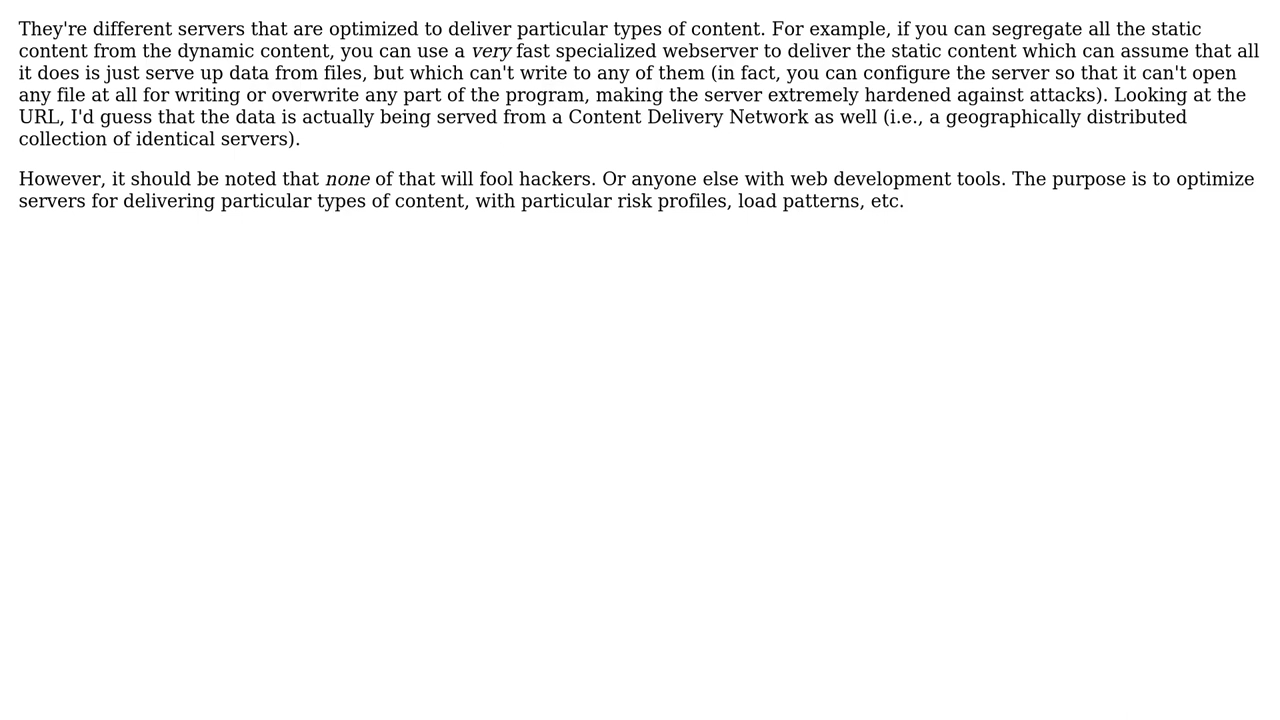 They're different servers that are optimized to deliver particular types of content. For example, if you can segregate all the static
content from the dynamic content, you can use a very fast specialized webserver to deliver the static content which can assume that all
it does is just serve up data from files, but which can't write to any of them (in fact, you can configure the server so that it can't open
any file at all for writing or overwrite any part of the program, making the server extremely hardened against attacks). Looking at the
URL, I'd guess that the data is actually being served from a Content Delivery Network as well (i.e., a geographically distributed
collection of identical servers).
However, it should be noted that none of that will fool hackers. Or anyone else with web development tools. The purpose is to optimize
servers for delivering particular types of content, with particular risk profiles, load patterns, etc.